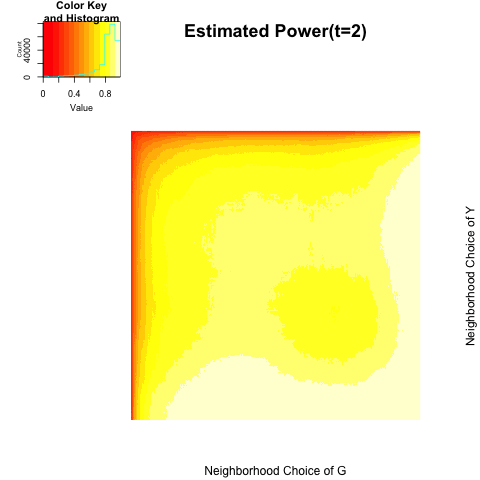 Color Key
and Histogram
Estimated Power(t=2)
Count
0 40000
0 0.4 0.8
Value
Neighborhood Choice of Y
Neighborhood Choice of G